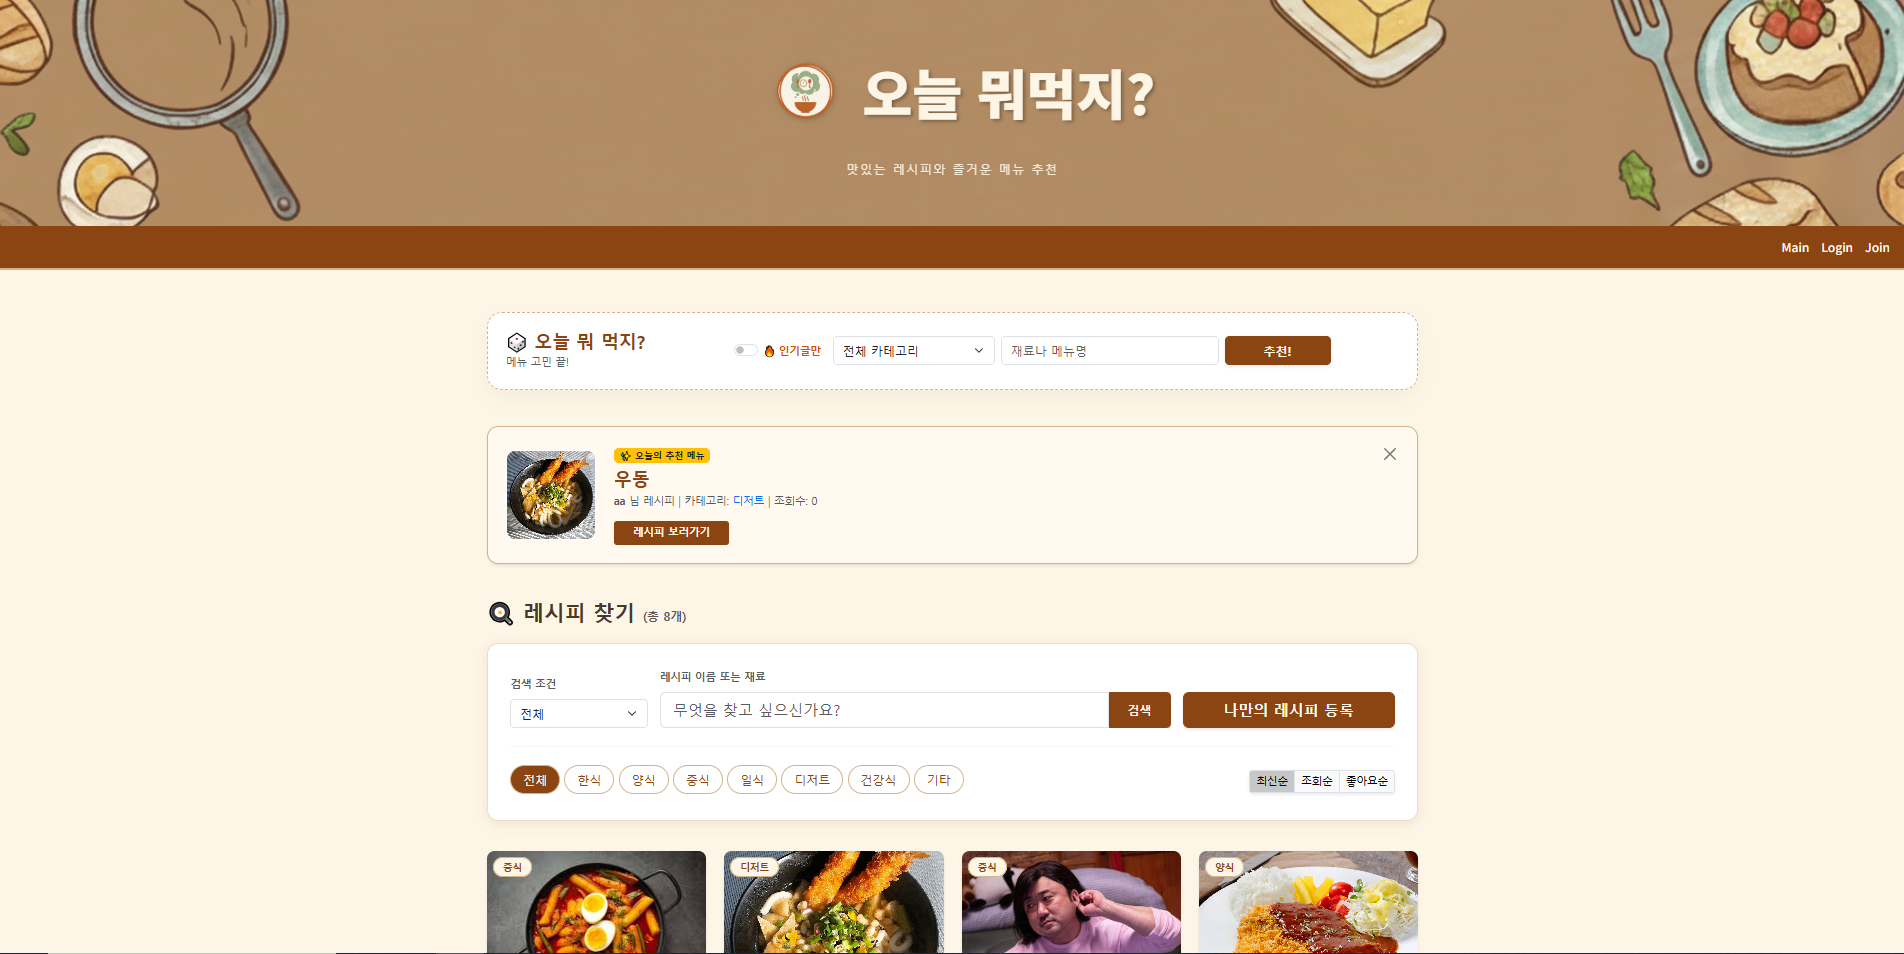 오늘 뭐먹지?
맛있는 레시피와 즐거운 메뉴 추천
Main Login Join
오늘 뭐 먹지?
메뉴 고민 끝!
인기글만 전체 카테고리 재료나 메뉴명 추천!
오늘의 추천 메뉴
우동
aa 님 레시피 | 카테고리: 디저트 | 조회수: 0
레시피 보러가기
레시피 찾기 (총 8개)
검색 조건
전체
레시피 이름 또는 재료
무엇을 찾고 싶으신가요? 검색 나만의 레시피 등록
전체 한식 양식 중식 일식 디저트 건강식 기타
최신순 조회순 좋아요순
중식 디저트 중식 양식